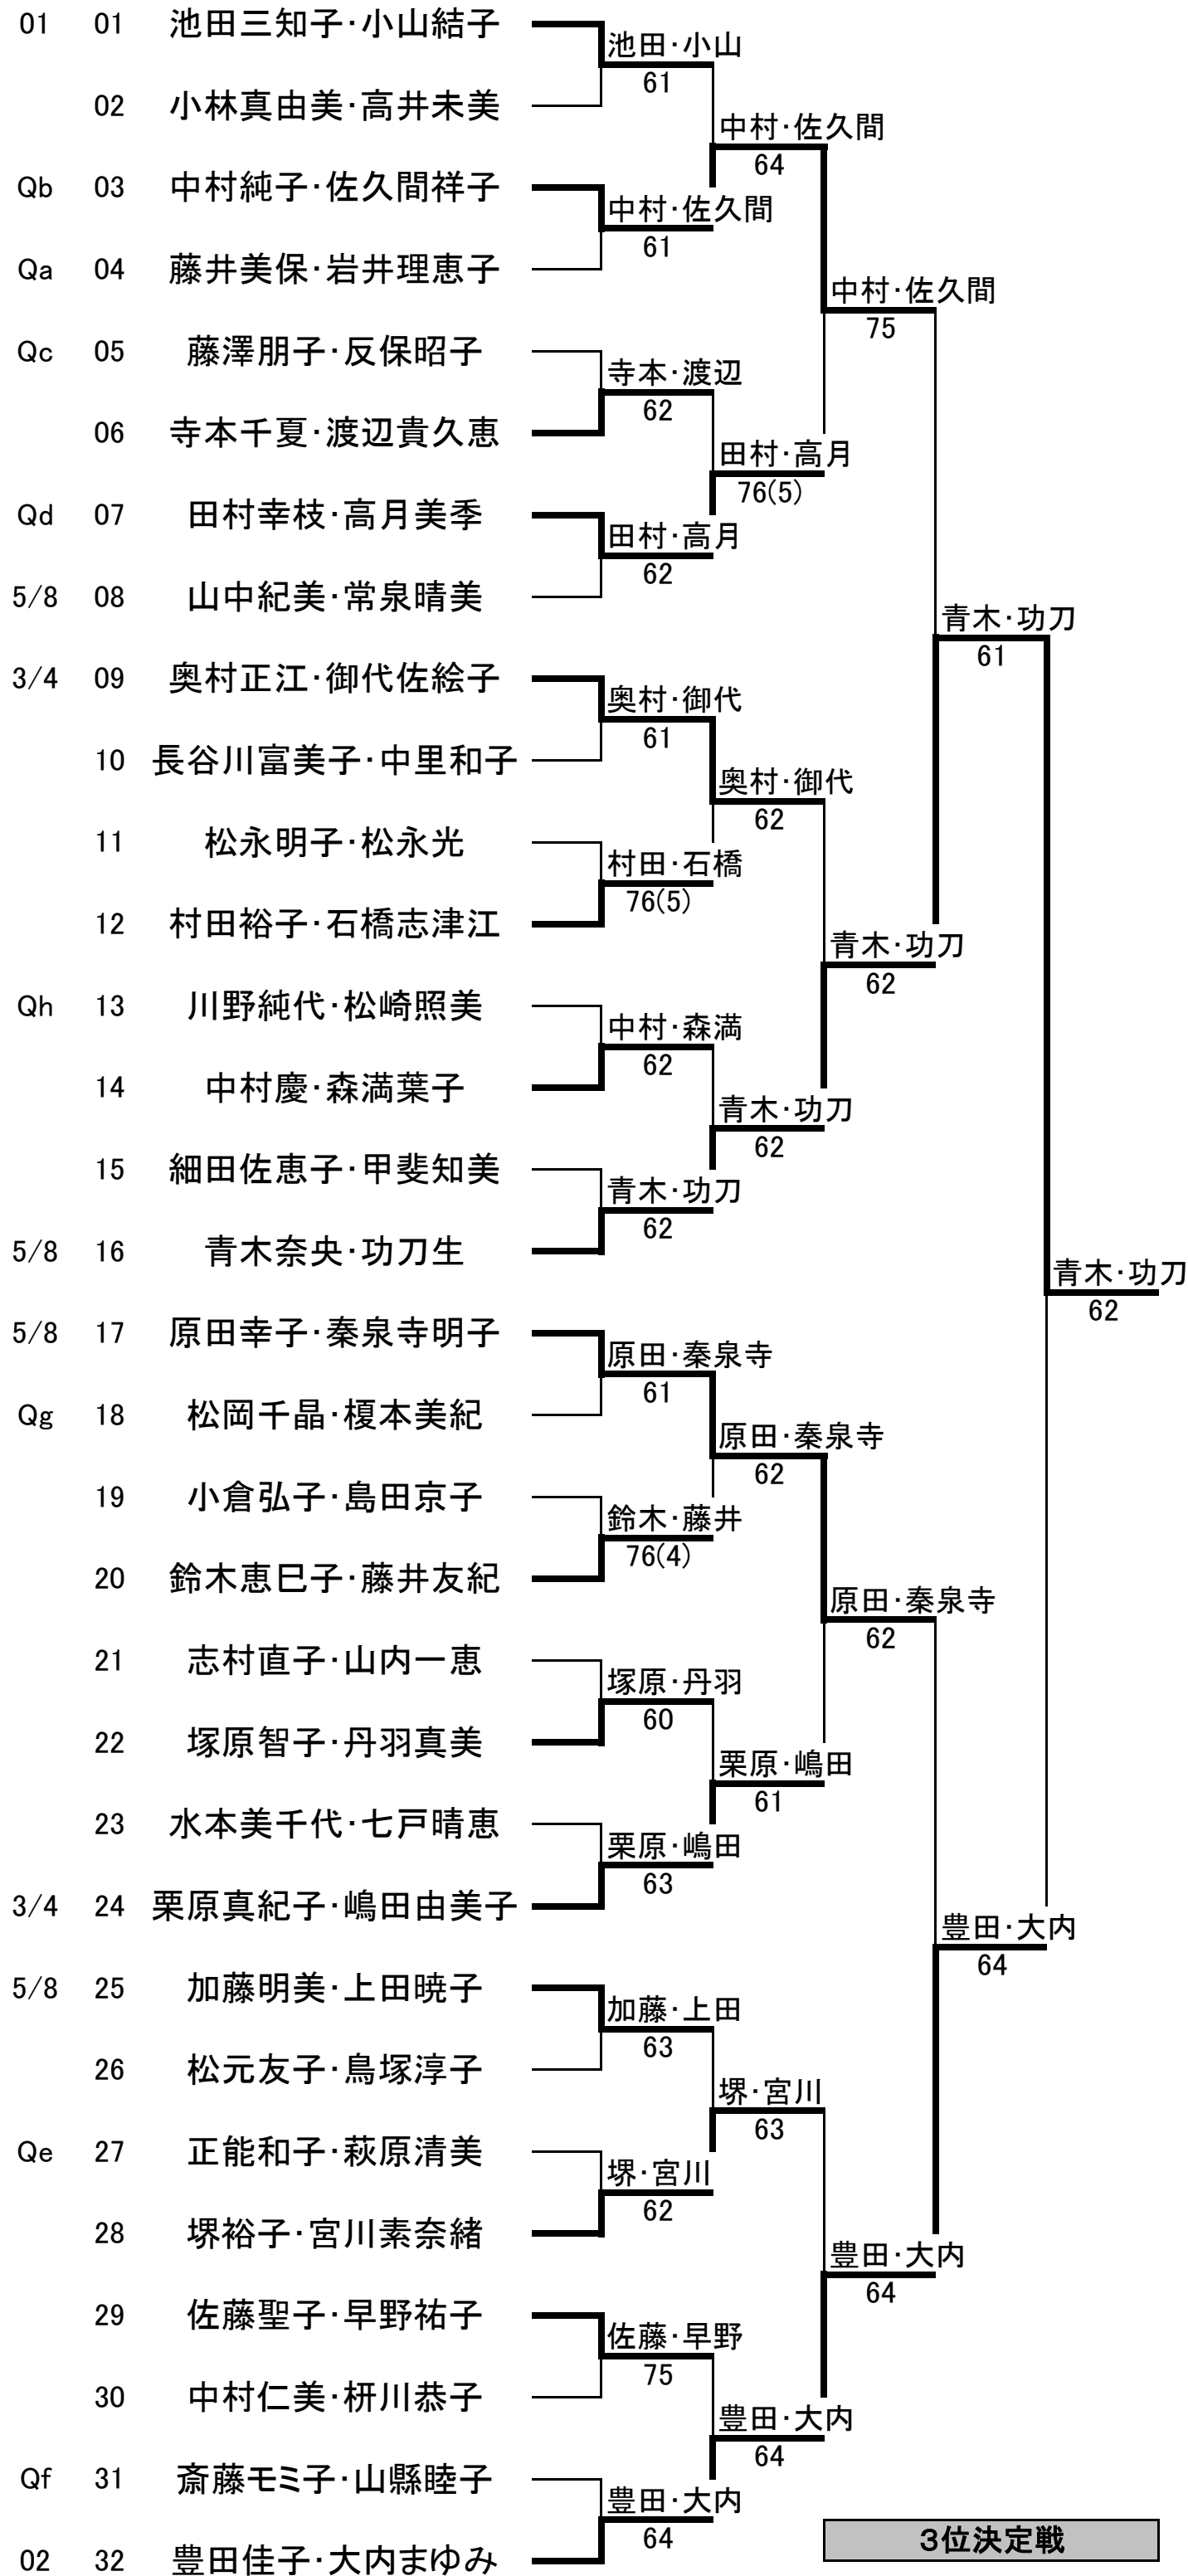 01 01 池田三知子・小山結子
池田・小山
61
02 小林真由美・高井未美
中村・佐久間
64
Qb 03 中村純子・佐久間祥子
中村・佐久間
61
Qa 04 藤井美保・岩井理恵子
中村・佐久間
75
Qc 05 藤澤朋子・反保昭子
寺本・渡辺
62
06 寺本千夏・渡辺貴久恵
田村・高月
76(5)
Qd 07 田村幸枝・高月美季
田村・高月
62
5/8 08 山中紀美・常泉晴美
青木・功刀
61
3/4 09 奥村正江・御代佐絵子
奥村・御代
61
10 長谷川富美子・中里和子
奥村・御代
62
11 松永明子・松永光
村田・石橋
76(5)
12 村田裕子・石橋志津江
青木・功刀
62
Qh 13 川野純代・松崎照美
中村・森満
62
14 中村慶・森満葉子
青木・功刀
62
15 細田佐恵子・甲斐知美
青木・功刀
62
5/8 16 青木奈央・功刀生
青木・功刀
62
5/8 17 原田幸子・秦泉寺明子
原田・秦泉寺
61
Qg 18 松岡千晶・榎本美紀
原田・秦泉寺
62
19 小倉弘子・島田京子
鈴木・藤井
76(4)
20 鈴木恵巳子・藤井友紀
原田・秦泉寺
62
21 志村直子・山内一恵
塚原・丹羽
60
22 塚原智子・丹羽真美
栗原・嶋田
61
23 水本美千代・七戸晴恵
栗原・嶋田
63
3/4 24 栗原真紀子・嶋田由美子
豊田・大内
64
5/8 25 加藤明美・上田暁子
加藤・上田
63
26 松元友子・鳥塚淳子
堺・宮川
63
Qe 27 正能和子・萩原清美
堺・宮川
62
28 堺裕子・宮川素奈緒
豊田・大内
64
29 佐藤聖子・早野祐子
佐藤・早野
75
30 中村仁美・枡川恭子
豊田・大内
64
Qf 31 斎藤モミ子・山縣睦子
豊田・大内
64
3位決定戦
02 32 豊田佳子・大内まゆみ